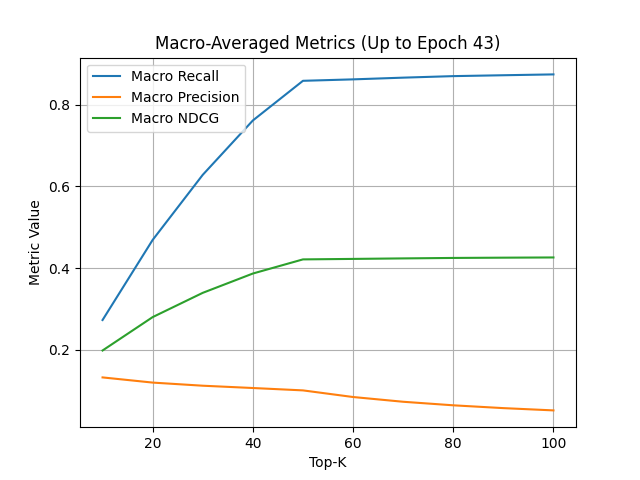 Macro-Averaged Metrics (Up to Epoch 43)
Macro Recall
Macro Precision
Macro NDCG
Metric Value
0.8
0.6
0.4
0.2
20
40
60
80
100
Top-K